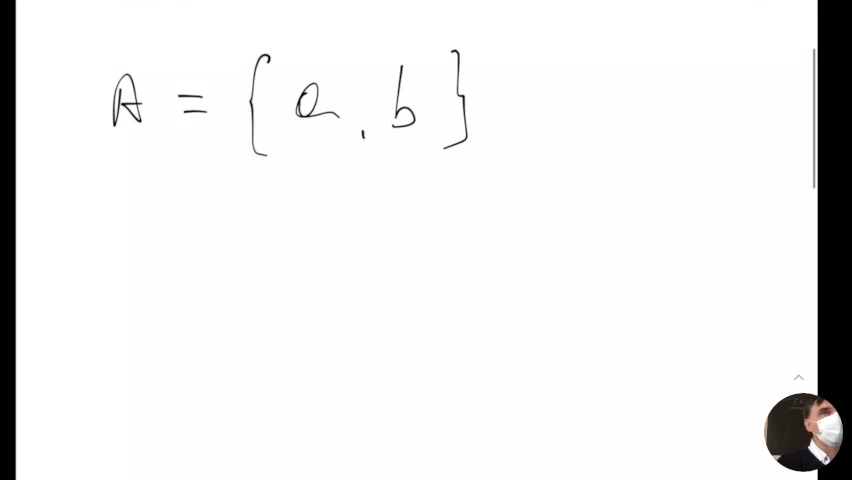 A = { a, b }